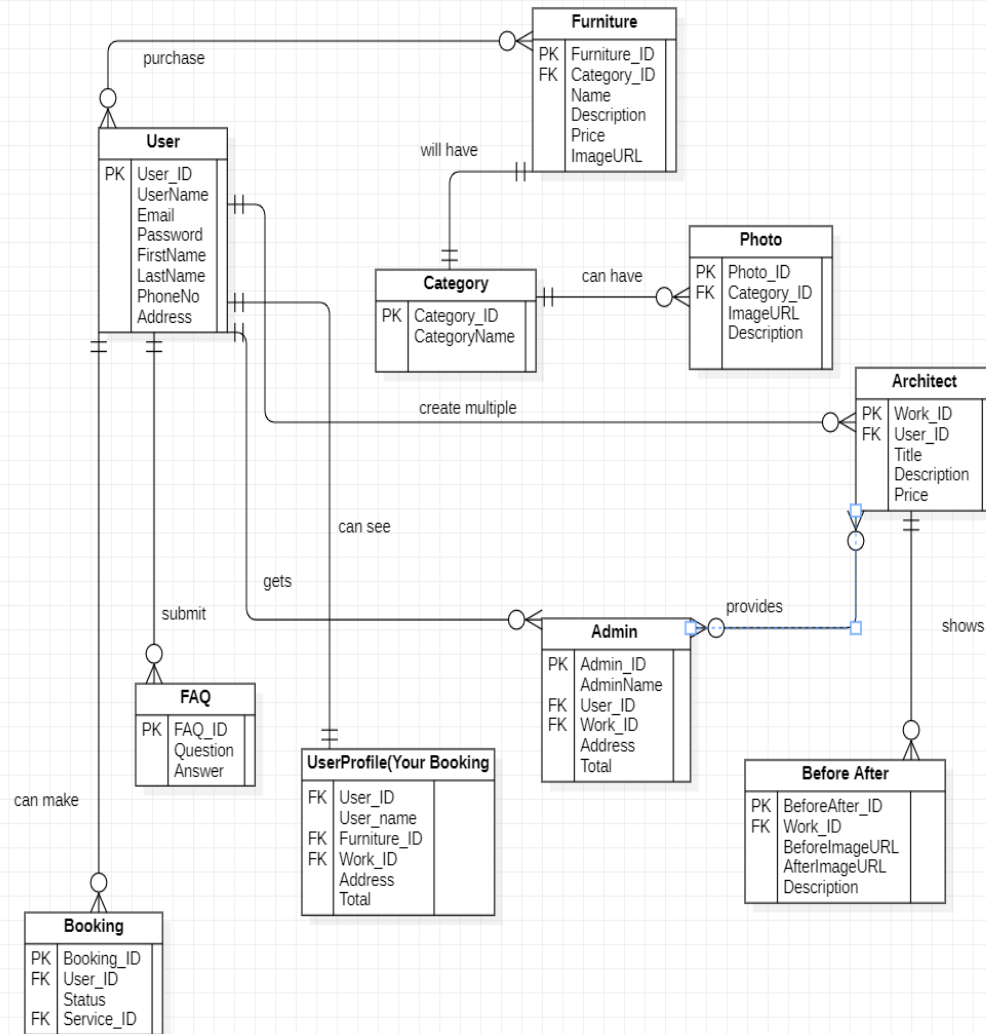 Furniture
PK Furniture_ID
FK Category_ID
Name
Description
Price
ImageURL
purchase
User
PK User_ID
UserName
Email
Password
FirstName
LastName
PhoneNo
Address
will have
Category
PK Category_ID
CategoryName
can have
Photo
PK Photo_ID
FK Category_ID
ImageURL
Description
Architect
PK Work_ID
FK User_ID
Title
Description
Price
create multiple
can see
gets
submit
provides
shows
Admin
PK Admin_ID
AdminName
FK User_ID
FK Work_ID
Address
Total
FAQ
PK FAQ_ID
Question
Answer
UserProfile(Your Booking
FK User_ID
User_name
FK Furniture_ID
FK Work_ID
Address
Total
Before After
PK BeforeAfter_ID
FK Work_ID
BeforeImageURL
AfterImageURL
Description
can make
Booking
PK Booking_ID
FK User_ID
Status
FK Service_ID